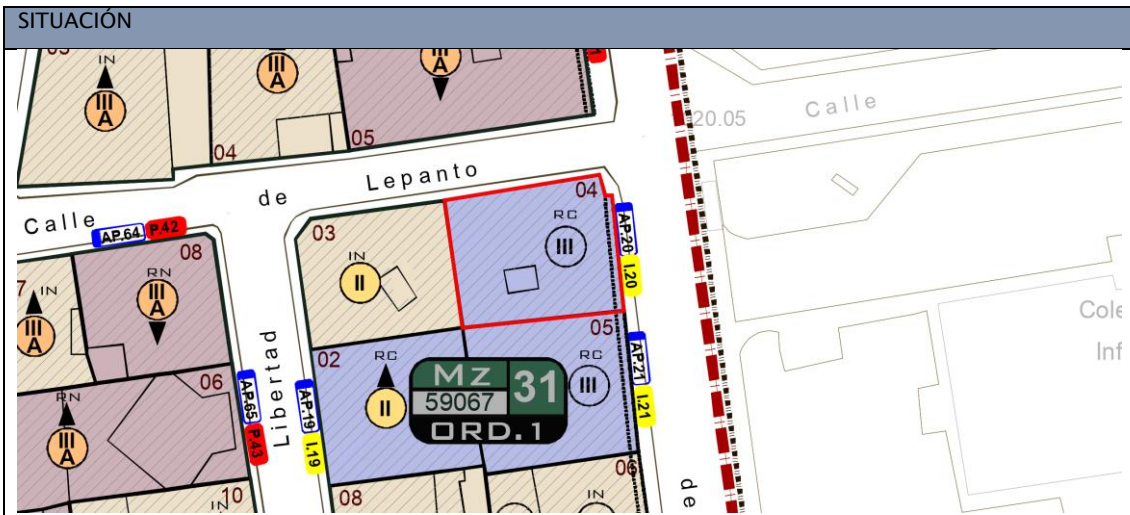 SITUACIÓN
03
IN
III
A
04
III
A
III
A
05
20.05
Calle
Calle
de
Lepanto
AP.64
P.42
08
RN
III
A
IN
III
A
03
IN
II
04
RC
III
AP.20
I.20
Libertad
02
RC
II
05
RC
III
AP.21
I.21
Mz
59067
31
ORD.1
06
RN
III
A
AP.65
P.43
AP.19
I.19
10
IN
08
IN
06
de
Cole
Inf